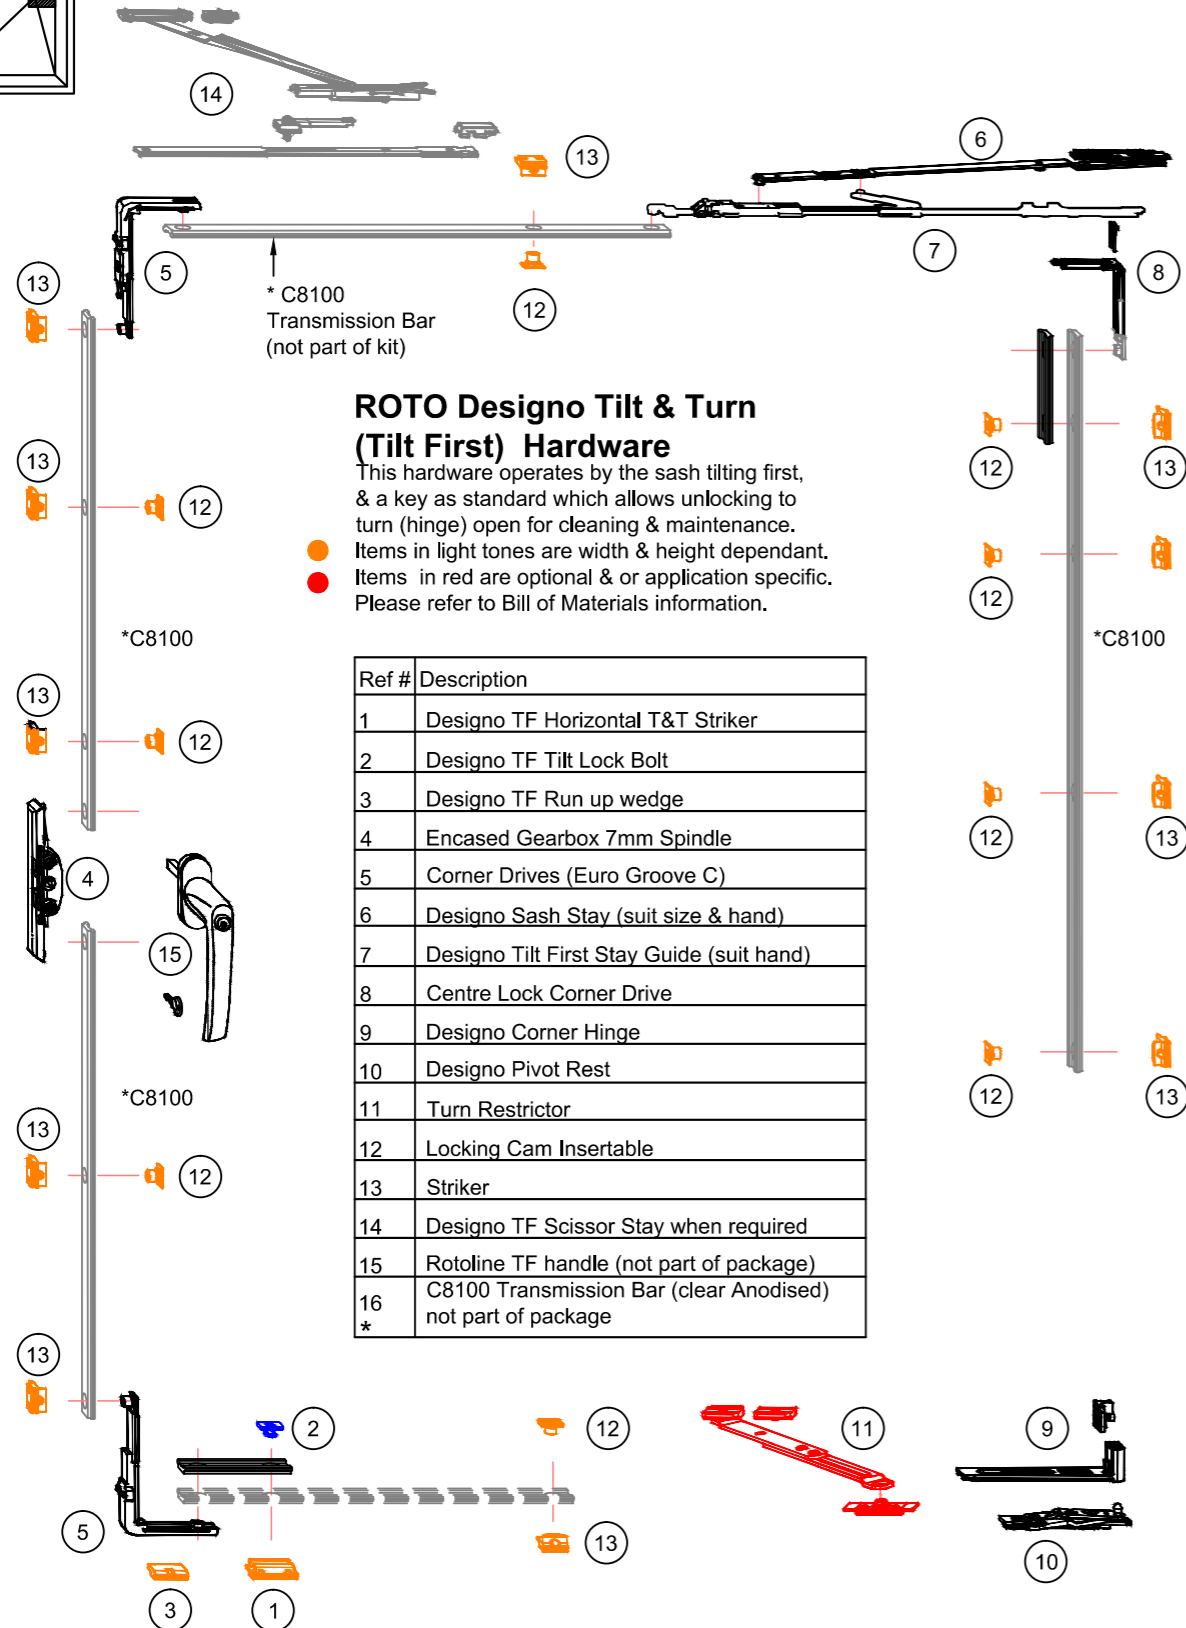 14
13
6
5
7
8
13
* C8100
Transmission Bar
(not part of kit)
12
ROTO Designo Tilt & Turn
(Tilt First) Hardware
This hardware operates by the sash tilting first,
& a key as standard which allows unlocking to
turn (hinge) open for cleaning & maintenance.
Items in light tones are width & height dependant.
Items in red are optional & or application specific.
Please refer to Bill of Materials information.
13
12
12
13
12
*C8100
*C8100
13
12
12
13
4
15
*C8100
13
12
12
13
13
Ref # Description
1 Designo TF Horizontal T&T Striker
2 Designo TF Tilt Lock Bolt
3 Designo TF Run up wedge
4 Encased Gearbox 7mm Spindle
5 Corner Drives (Euro Groove C)
6 Designo Sash Stay (suit size & hand)
7 Designo Tilt First Stay Guide (suit hand)
8 Centre Lock Corner Drive
9 Designo Corner Hinge
10 Designo Pivot Rest
11 Turn Restrictor
12 Locking Cam Insertable
13 Striker
14 Designo TF Scissor Stay when required
15 Rotoline TF handle (not part of package)
16 C8100 Transmission Bar (clear Anodised)
* not part of package
2
12
11
9
5
13
10
3
1